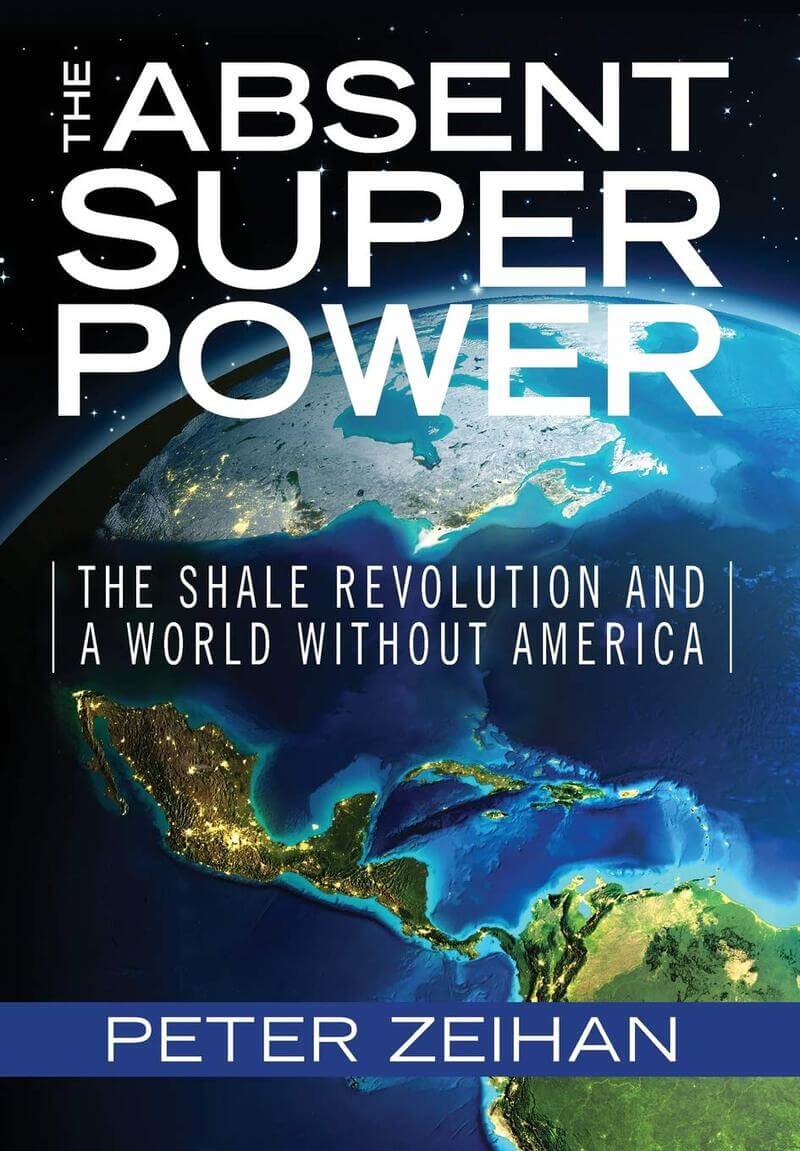 THE ABSENT
SUPER
POWER
THE SHALE REVOLUTION AND
A WORLD WITHOUT AMERICA
PETER ZEIHAN